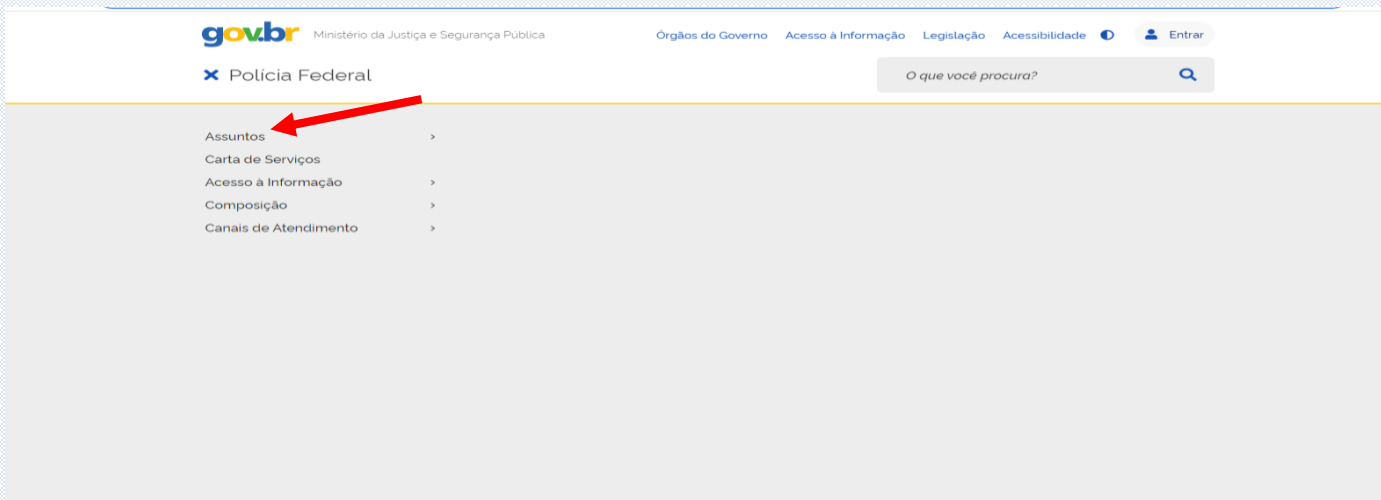 gov.br Ministério da Justiça e Segurança Pública Órgãos do Governo Acesso à Informação Legislação Acessibilidade Entrar
Polícia Federal O que você procura?
Assuntos
Carta de Serviços
Acesso à Informação
Composição
Canais de Atendimento